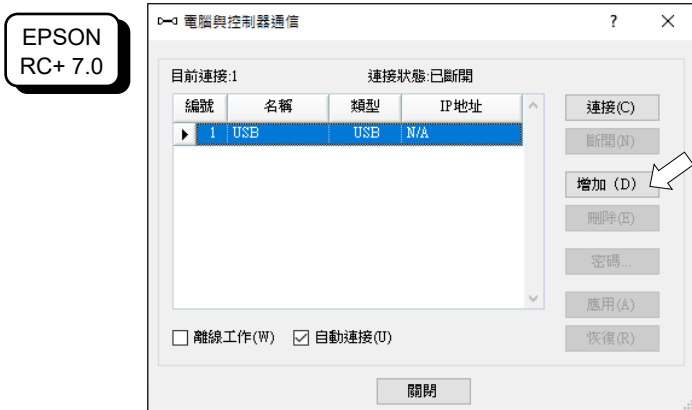 EPSON
RC+ 7.0
電腦與控制器通信 ?
目前連接:1 連接狀態:已斷開
編號 名稱 類型 IP地址
1 USB USB N/A
連接(C)
斷開(N)
增加 (D)
刪除(E)
密碼...
應用(A)
恢復(R)
離線工作(W) 自動連接(U)
關閉